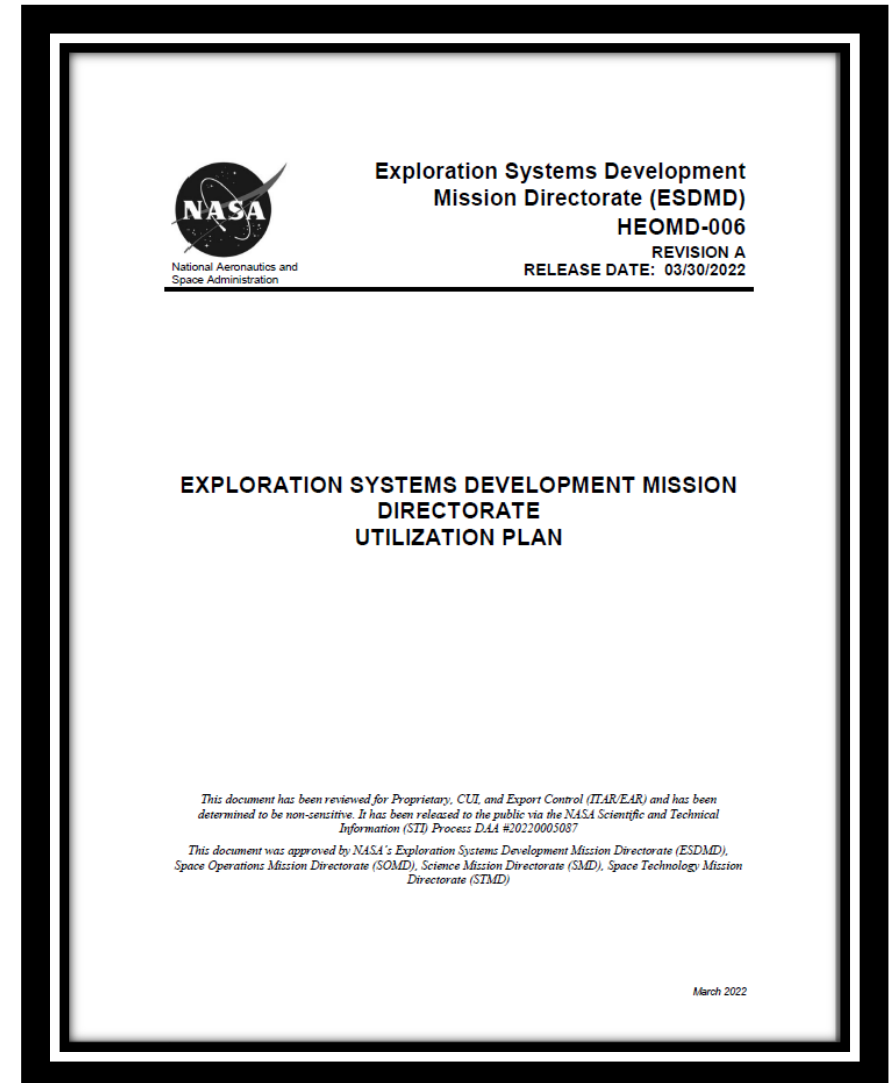 NASA
National Aeronautics and
Space Administration
Exploration Systems Development
Mission Directorate (ESDMD)
HEOMD-006
REVISION A
RELEASE DATE: 03/30/2022
EXPLORATION SYSTEMS DEVELOPMENT MISSION
DIRECTORATE
UTILIZATION PLAN
This document has been reviewed for Proprietary, CUI, and Export Control (ITAR/EAR) and has been
determined to be non-sensitive. It has been released to the public via the NASA Scientific and Technical
Information (STI) Process DAA #20220005087
This document was approved by NASA's Exploration Systems Development Mission Directorate (ESDMD),
Space Operations Mission Directorate (SOMD), Science Mission Directorate (SMD), Space Technology Mission
Directorate (STMD)
March 2022